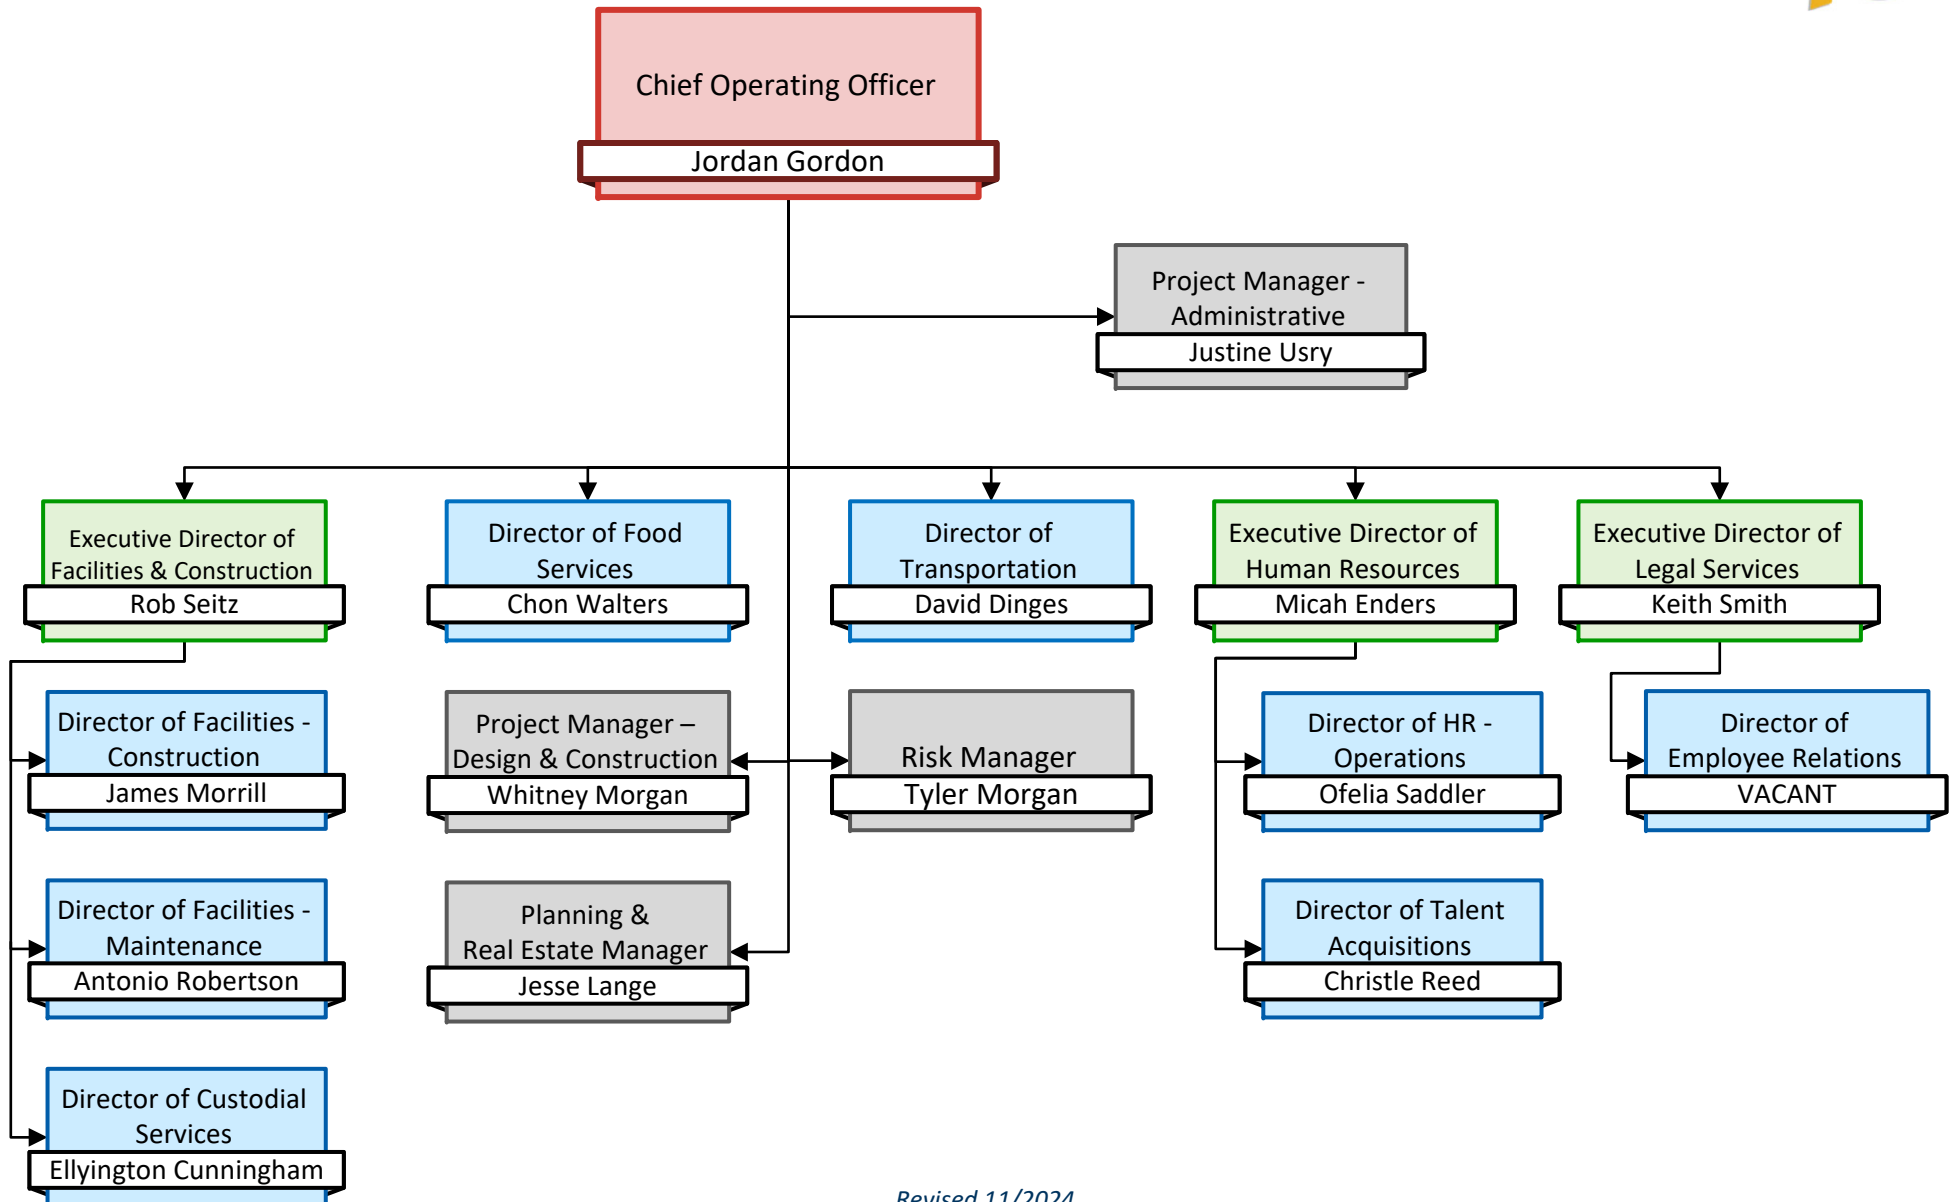 Chief Operating Officer
Jordan Gordon
Project Manager -
Administrative
Justine Usry
Executive Director of
Facilities & Construction
Rob Seitz
Director of Food
Services
Chon Walters
Director of
Transportation
David Dinges
Executive Director of
Human Resources
Micah Enders
Executive Director of
Legal Services
Keith Smith
Director of Facilities -
Construction
James Morrill
Project Manager –
Design & Construction
Whitney Morgan
Risk Manager
Tyler Morgan
Director of HR -
Operations
Ofelia Saddler
Director of
Employee Relations
VACANT
Director of Facilities -
Maintenance
Antonio Robertson
Planning &
Real Estate Manager
Jesse Lange
Director of Talent
Acquisitions
Christle Reed
Director of Custodial
Services
Ellyington Cunningham
Revised 11/2024